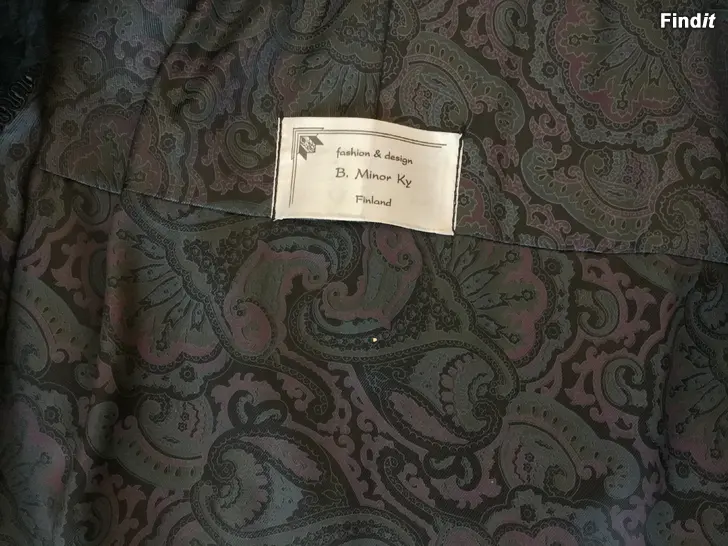 Findit
fashion & design
B. Minor Ky
Finland